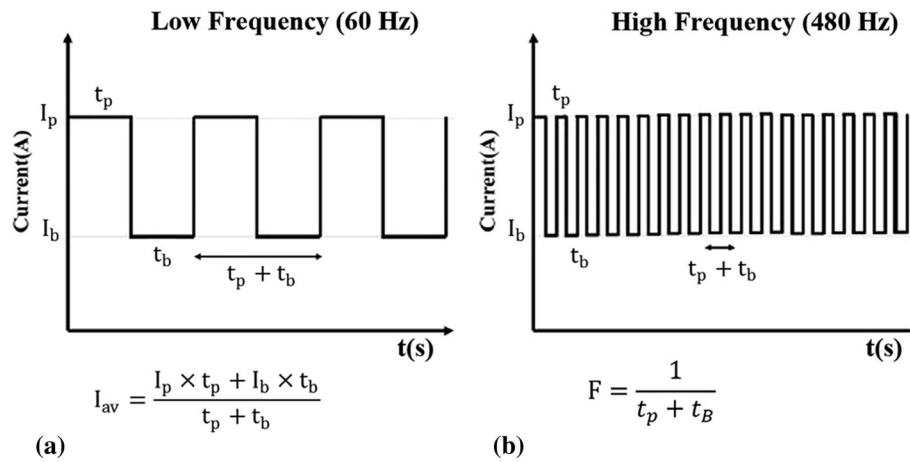 Low Frequency (60 Hz)
Current(A)
I_p
I_b
t_p
t_b
t_p + t_b
t(s)
I_av = (I_p × t_p + I_b × t_b) / (t_p + t_b)
(a)
High Frequency (480 Hz)
Current(A)
I_p
I_b
t_p
t_b
t_p + t_b
t(s)
F = 1 / (t_p + t_B)
(b)